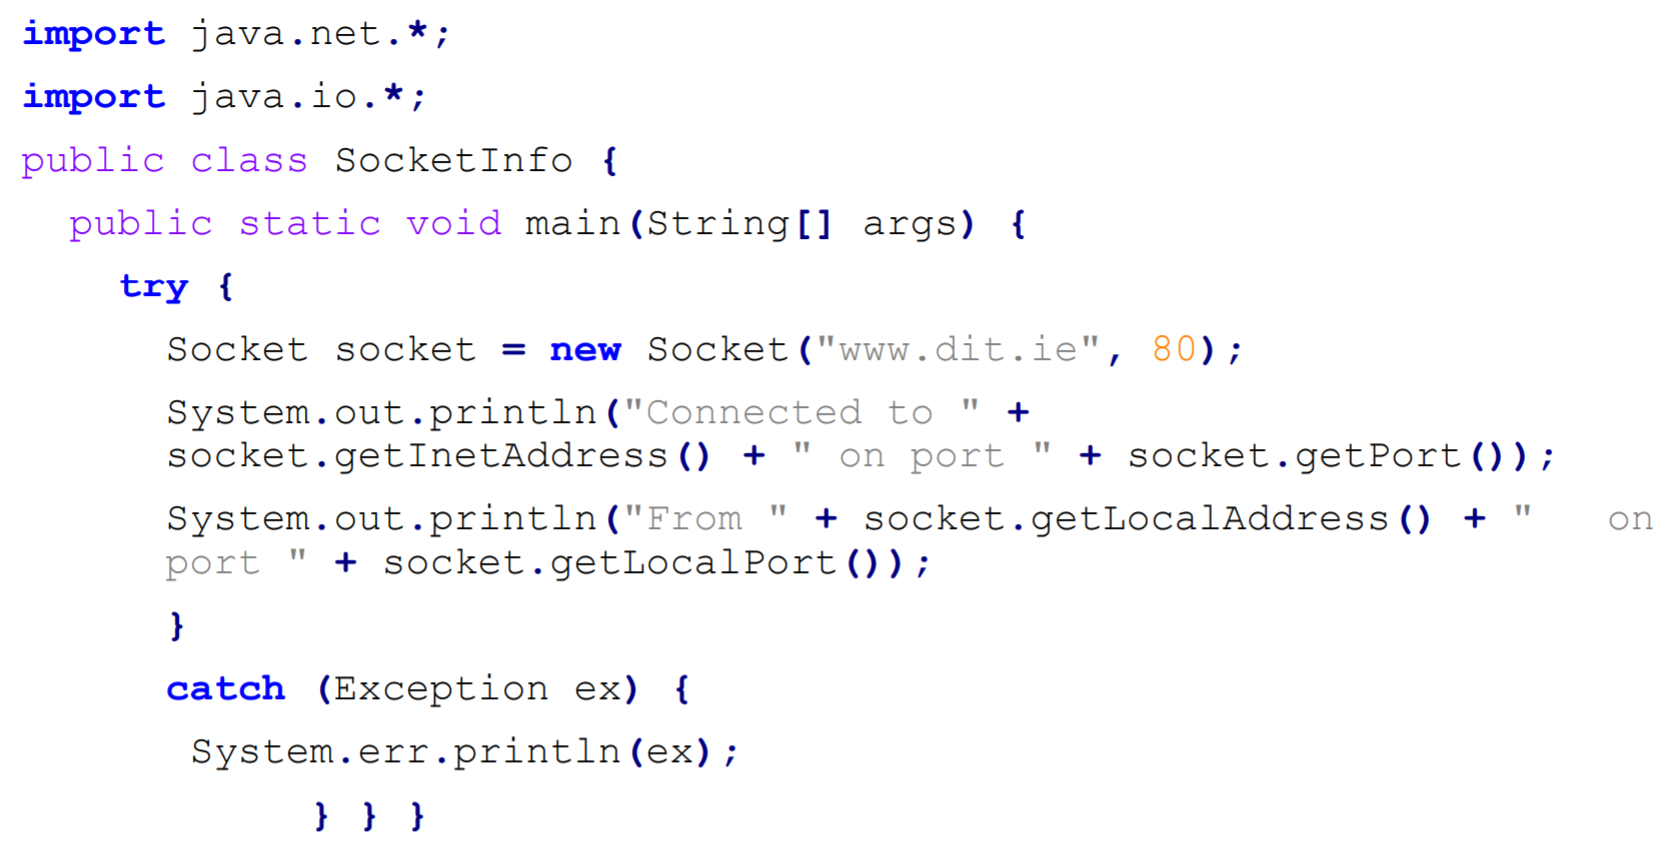 import java.net.*;
import java.io.*;
public class SocketInfo {
  public static void main(String[] args) {
    try {
      Socket socket = new Socket("www.dit.ie", 80);
      System.out.println("Connected to " +
      socket.getInetAddress() + " on port " + socket.getPort());
      System.out.println("From " + socket.getLocalAddress() + "   on
      port " + socket.getLocalPort());
      }
      catch (Exception ex) {
       System.err.println(ex);
            } } }